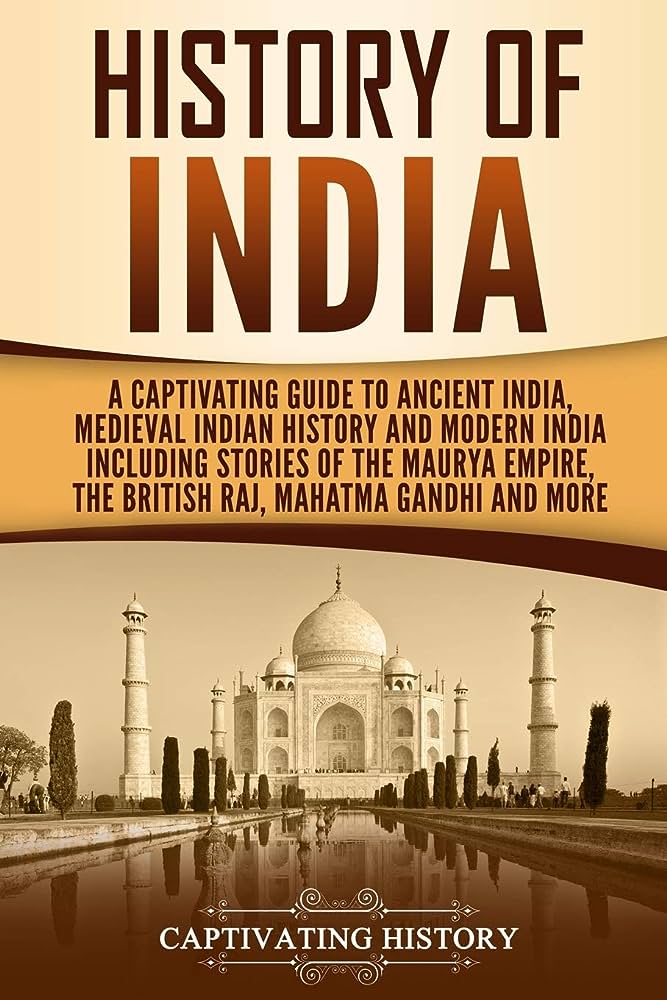 HISTORY OF
INDIA
A CAPTIVATING GUIDE TO ANCIENT INDIA,
MEDIEVAL INDIAN HISTORY AND MODERN INDIA
INCLUDING STORIES OF THE MAURYA EMPIRE,
THE BRITISH RAJ, MAHATMA GANDHI AND MORE
CAPTIVATING HISTORY